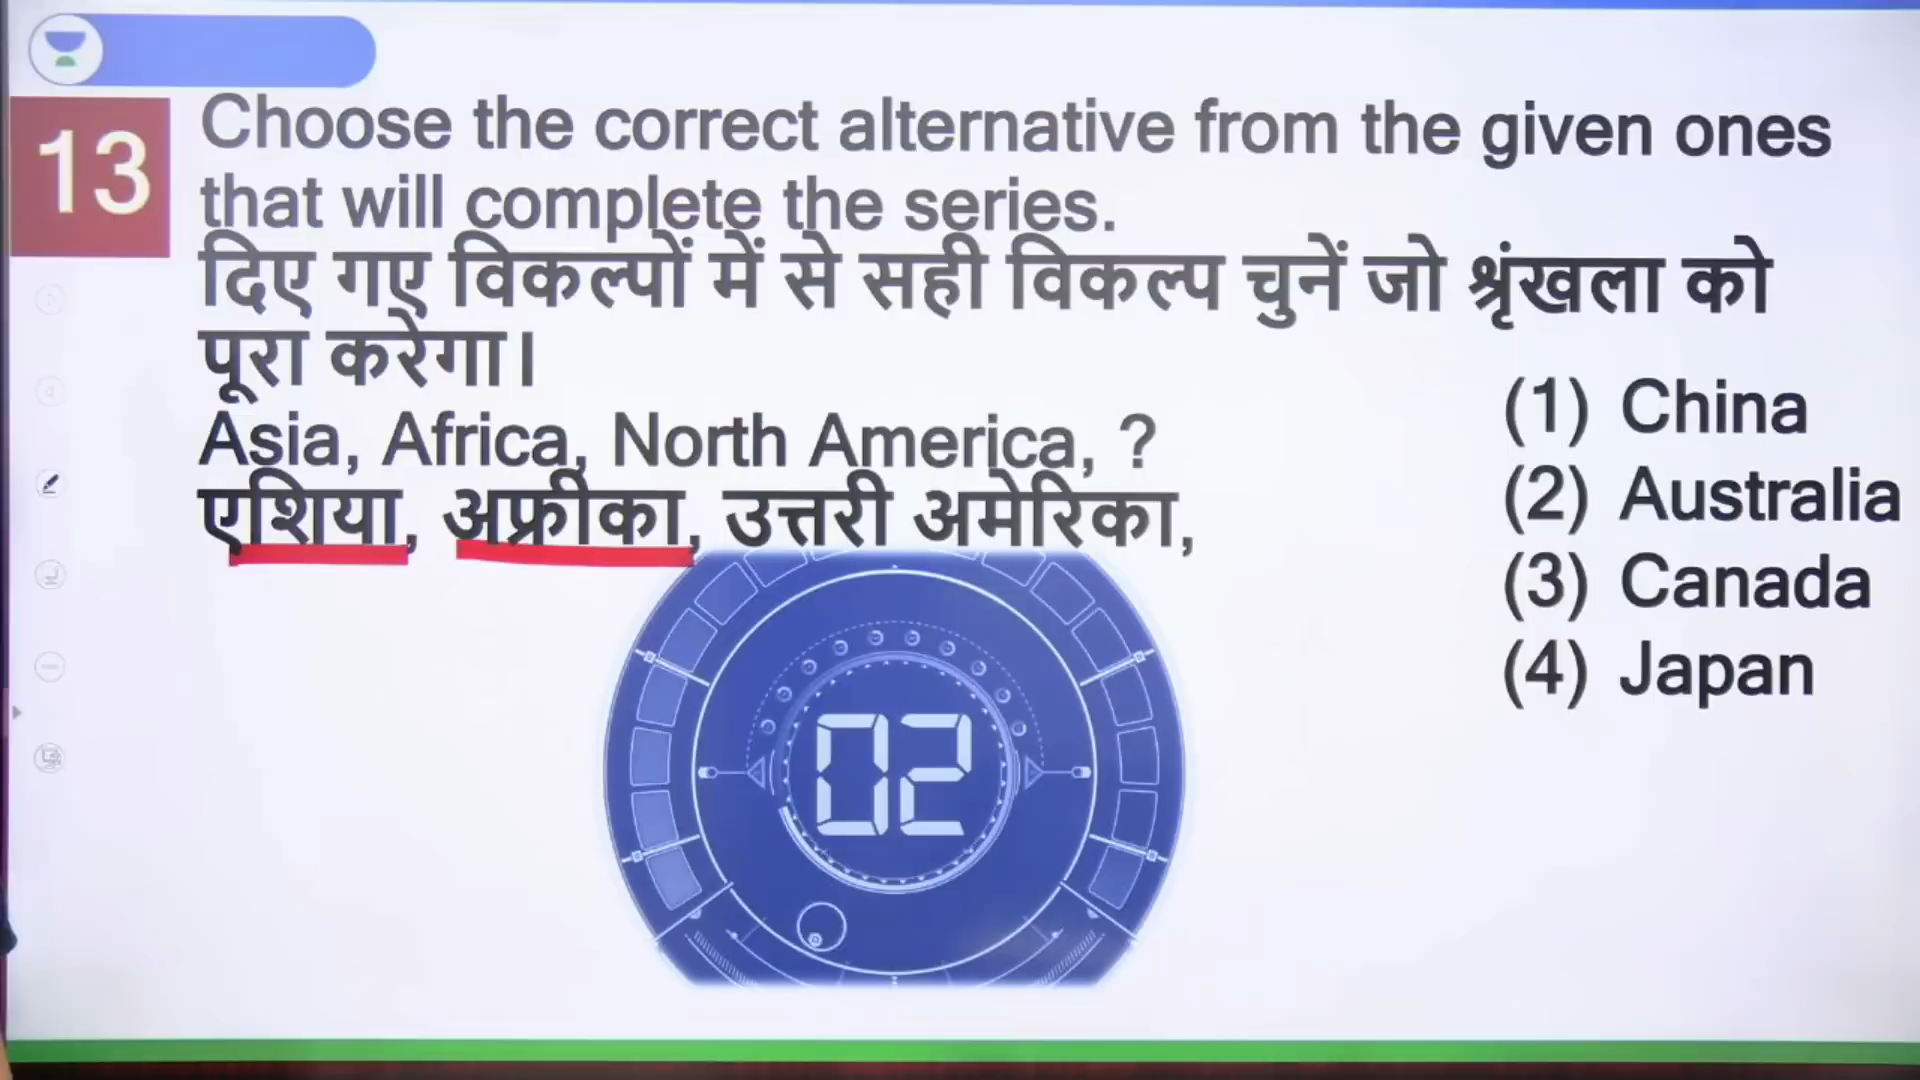 13
Choose the correct alternative from the given ones
that will complete the series.
दिए गए विकल्पों में से सही विकल्प चुनें जो श्रृंखला को
पूरा करेगा।
Asia, Africa, North America, ?
एशिया, अफ्रीका, उत्तरी अमेरिका,
(1) China
(2) Australia
(3) Canada
(4) Japan
02